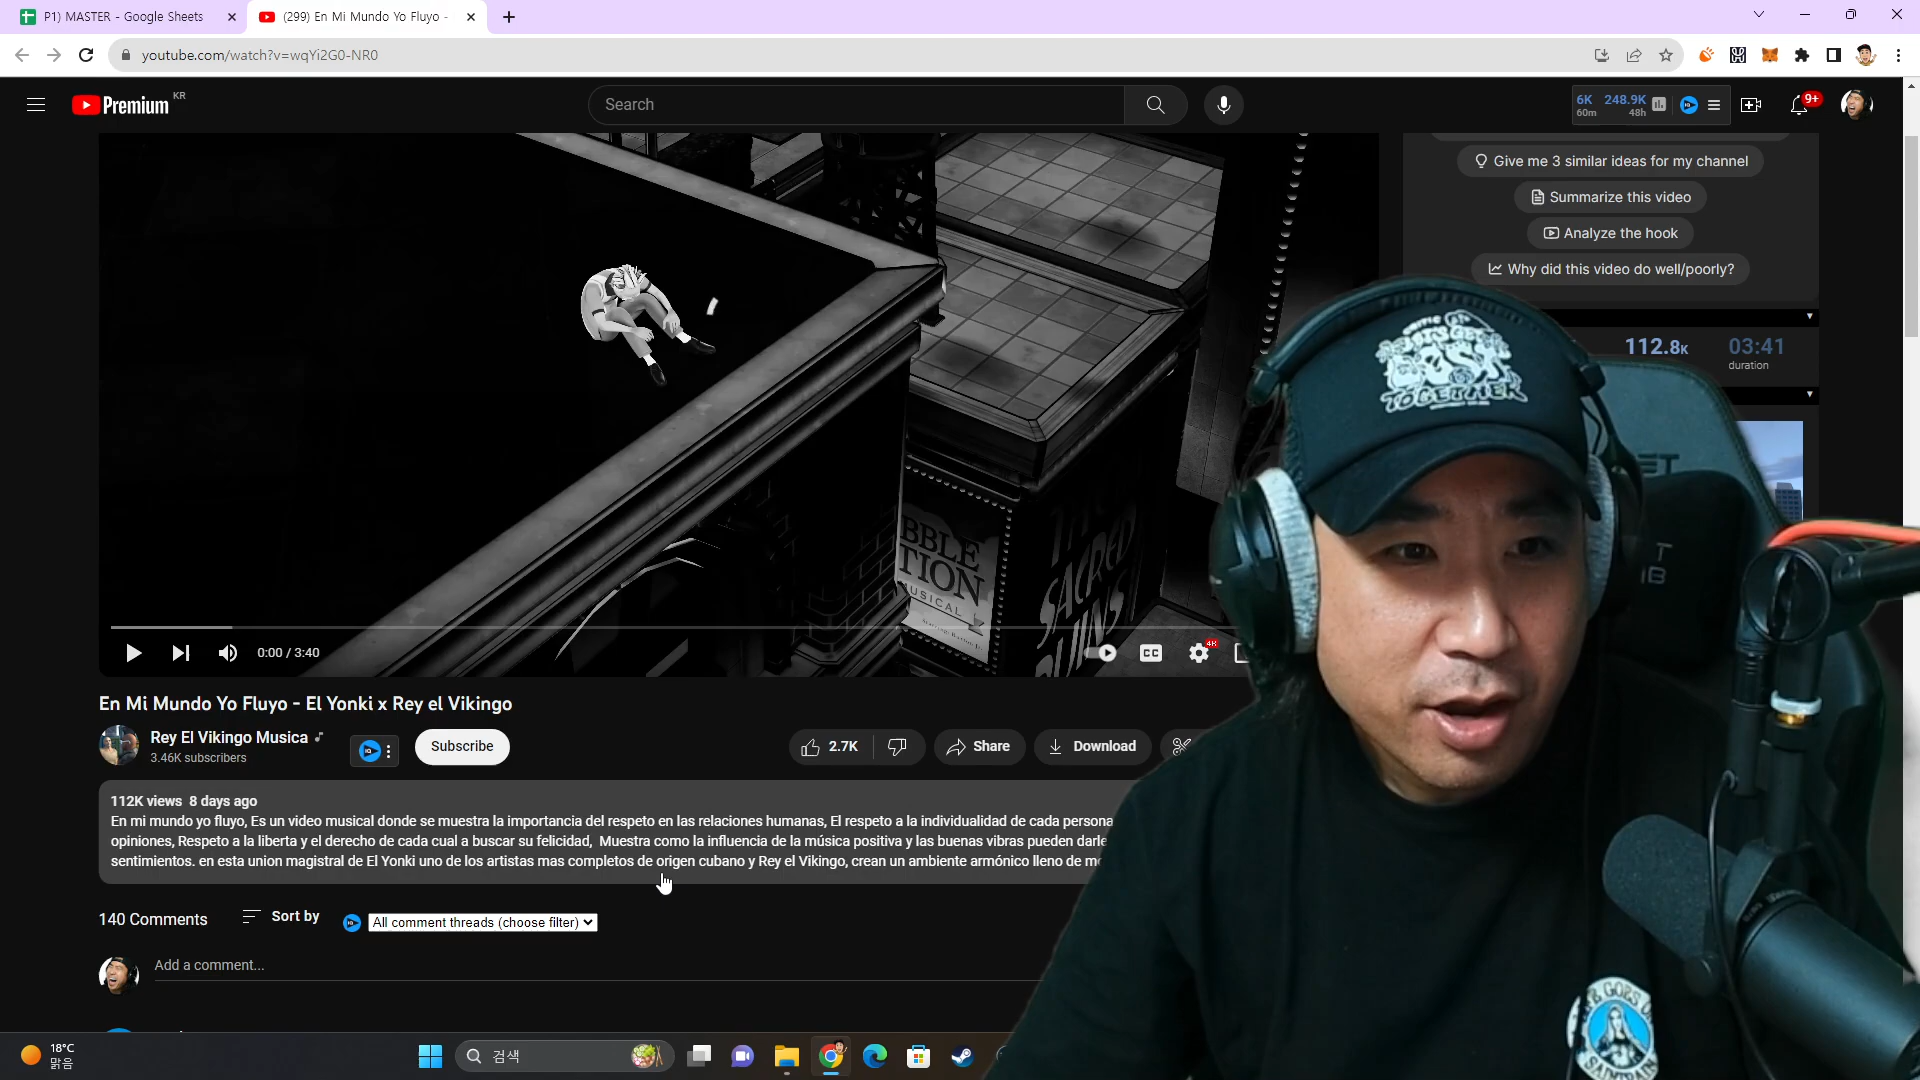 P1) MASTER - Google Sheets
(299) En Mi Mundo Yo Fluyo -
youtube.com/watch?v=wqYi2G0-NR0
Premium KR
Search
6K 248.9K
60m 48h
9+
Give me 3 similar ideas for my channel
Summarize this video
Analyze the hook
Why did this video do well/poorly?
112.8K 03:41
duration
BBLE
TION
MUSICAL
THE
SACRED
BEST
TOGETHER
0:00 / 3:40
CC
4K
En Mi Mundo Yo Fluyo - El Yonki x Rey el Vikingo
Rey El Vikingo Musica
3.46K subscribers
Subscribe
2.7K
Share
Download
112K views 8 days ago
En mi mundo yo fluyo, Es un video musical donde se muestra la importancia del respeto en las relaciones humanas, El respeto a la individualidad de cada persona
opiniones, Respeto a la liberta y el derecho de cada cual a buscar su felicidad, Muestra como la influencia de la música positiva y las buenas vibras pueden darle
sentimientos. en esta union magistral de El Yonki uno de los artistas mas completos de origen cubano y Rey el Vikingo, crean un ambiente armónico lleno de
140 Comments
Sort by
All comment threads (choose filter)
Add a comment...
18°C
맑음
검색